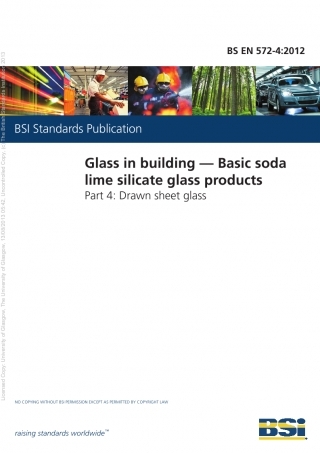 BS EN 572-4:2012
BSI Standards Publication
Glass in building — Basic soda
lime silicate glass products
Part 4: Drawn sheet glass
NO COPYING WITHOUT BSI PERMISSION EXCEPT AS PERMITTED BY COPYRIGHT LAW
raising standards worldwide™
BSi
Licensed Copy: University of Glasgow, The University of Glasgow, 13/09/2013 05:42, Uncontrolled Copy, (c) The British Standards Institution 2013